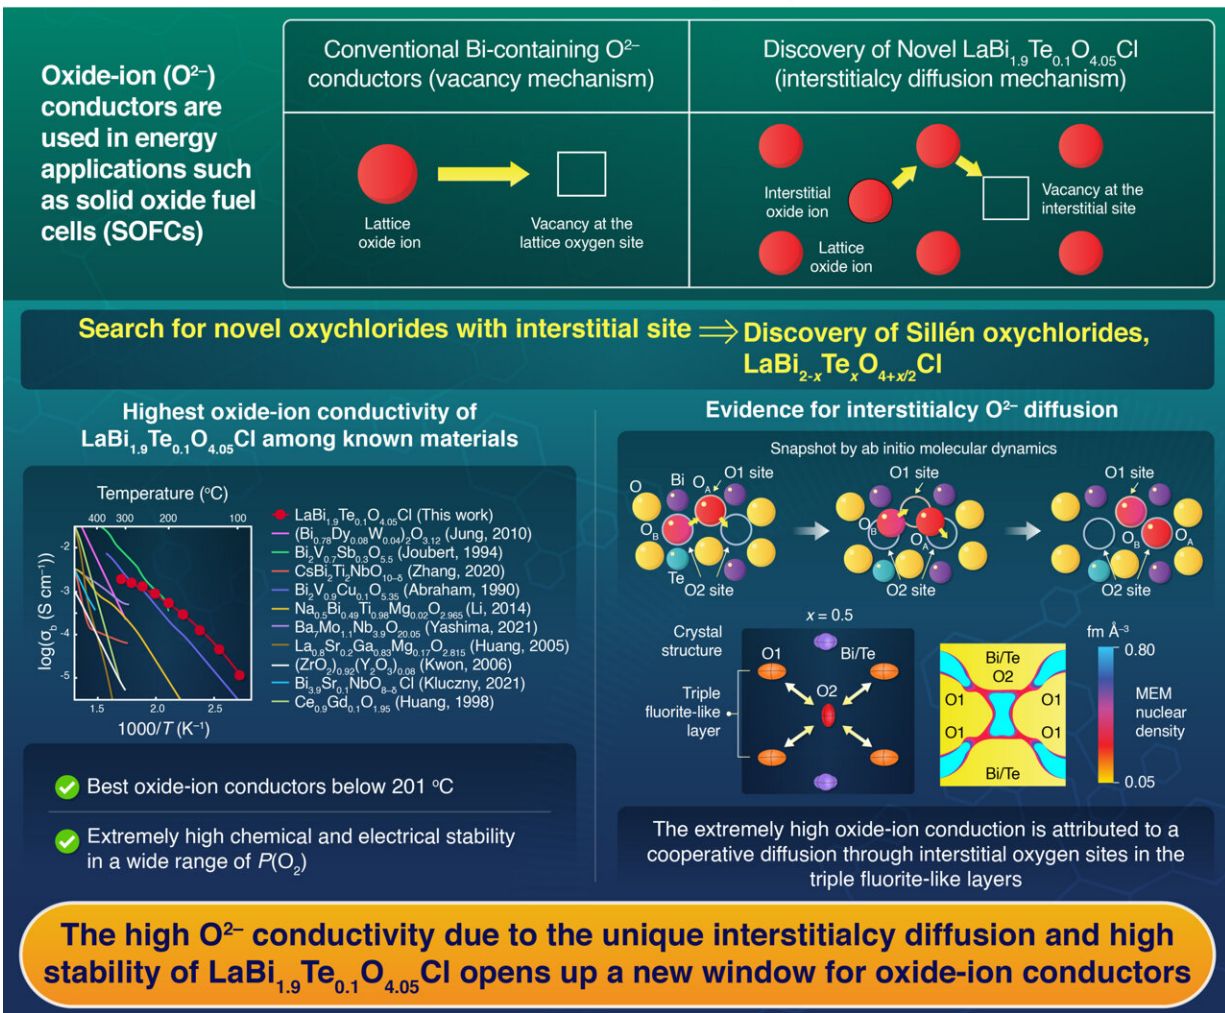 Oxide-ion (O²⁻)
conductors are
used in energy
applications such
as solid oxide fuel
cells (SOFCs)
Conventional Bi-containing O²⁻
conductors (vacancy mechanism)
Discovery of Novel LaBi₁.₉Te₀.₁O₄.₀₅Cl
(interstitialcy diffusion mechanism)
Lattice
oxide ion
Vacancy at the
lattice oxygen site
Interstitial
oxide ion
Vacancy at the
interstitial site
Lattice
oxide ion
Search for novel oxychlorides with interstitial site ⇒ Discovery of Sillén oxychlorides,
LaBi₂₋ₓTeₓO₄₊ₓ/₂Cl
Highest oxide-ion conductivity of
LaBi₁.₉Te₀.₁O₄.₀₅Cl among known materials
Temperature (°C)
400 300 200 100
log(σ_b (S cm⁻¹))
-2
-3
-4
-5
1.5 2.0 2.5
1000/T (K⁻¹)
LaBi₁.₉Te₀.₁O₄.₀₅Cl (This work)
(Bi₀.₇₈Dy₀.₀₈W₀.₀₄)₂O₃.₁₂ (Jung, 2010)
Bi₂V₀.₇Sb₀.₃O₅.₅ (Joubert, 1994)
CsBi₂Ti₂NbO₁₀₋δ (Zhang, 2020)
Bi₂V₀.₉Cu₀.₁O₅.₃₅ (Abraham, 1990)
Na₀.₅Bi₀.₄₉Ti₀.₉₈Mg₀.₀₂O₂.₉₆₅ (Li, 2014)
Ba₇Mo₁.₁Nb₃.₉O₂₀.₀₅ (Yashima, 2021)
La₀.₈Sr₀.₂Ga₀.₈₃Mg₀.₁₇O₂.₈₁₅ (Huang, 2005)
(ZrO₂)₀.₉₂(Y₂O₃)₀.₀₈ (Kwon, 2006)
Bi₃.₉Sr₀.₁NbO₈₋δCl (Kluczny, 2021)
Ce₀.₉Gd₀.₁O₁.₉₅ (Huang, 1998)
Best oxide-ion conductors below 201 °C
Extremely high chemical and electrical stability
in a wide range of P(O₂)
Evidence for interstitialcy O²⁻ diffusion
Snapshot by ab initio molecular dynamics
O Bi O_A O1 site
O_B
Te
O2 site
O1 site
O_B O_A
O2 site
O1 site
O_A
O2 site
x = 0.5
Crystal
structure
O1 Bi/Te
O2
Triple
fluorite-like
layer
Bi/Te
O2
O1 O1
O1 O1
Bi/Te
fm Å⁻³
0.80
MEM
nuclear
density
0.05
The extremely high oxide-ion conduction is attributed to a
cooperative diffusion through interstitial oxygen sites in the
triple fluorite-like layers
The high O²⁻ conductivity due to the unique interstitialcy diffusion and high
stability of LaBi₁.₉Te₀.₁O₄.₀₅Cl opens up a new window for oxide-ion conductors